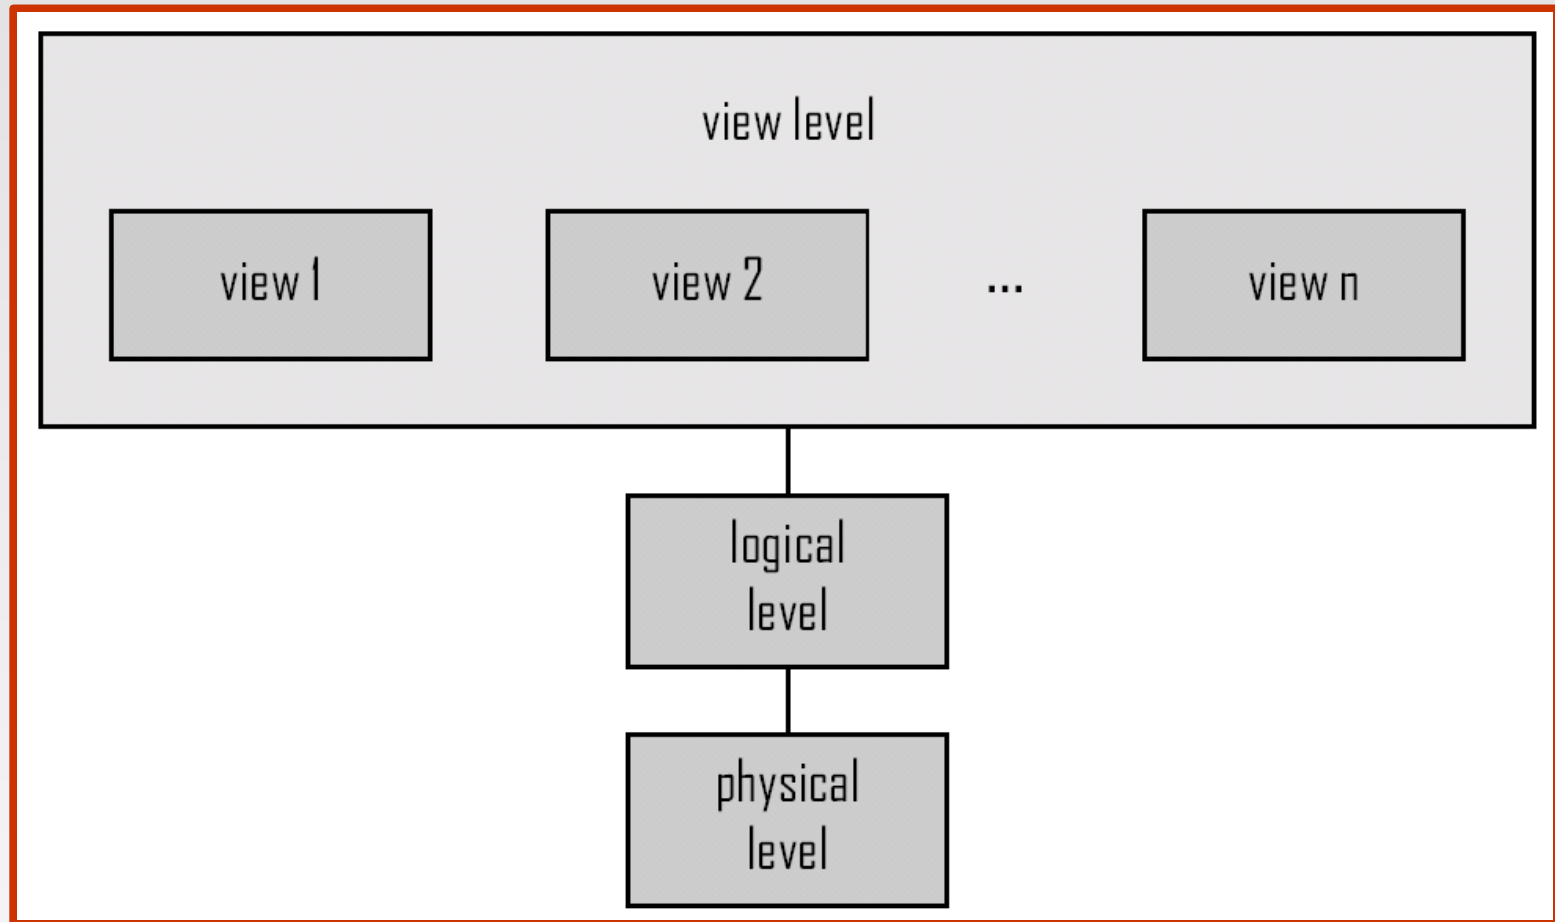 view level
view 1
view 2
...
view n
logical
level
physical
level